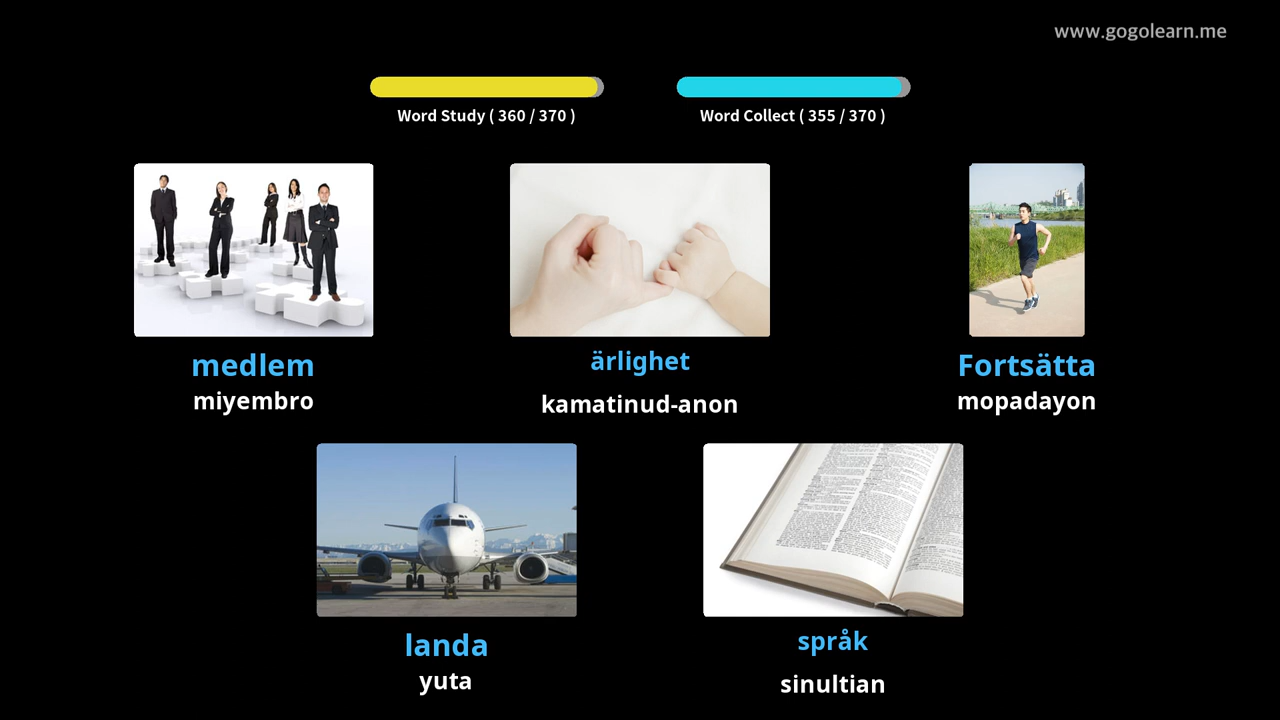 www.gogolearn.me
Word Study ( 360 / 370 )
Word Collect ( 355 / 370 )
medlem
miyembro
ärlighet
kamatinud-anon
Fortsätta
mopadayon
landa
yuta
språk
sinultian